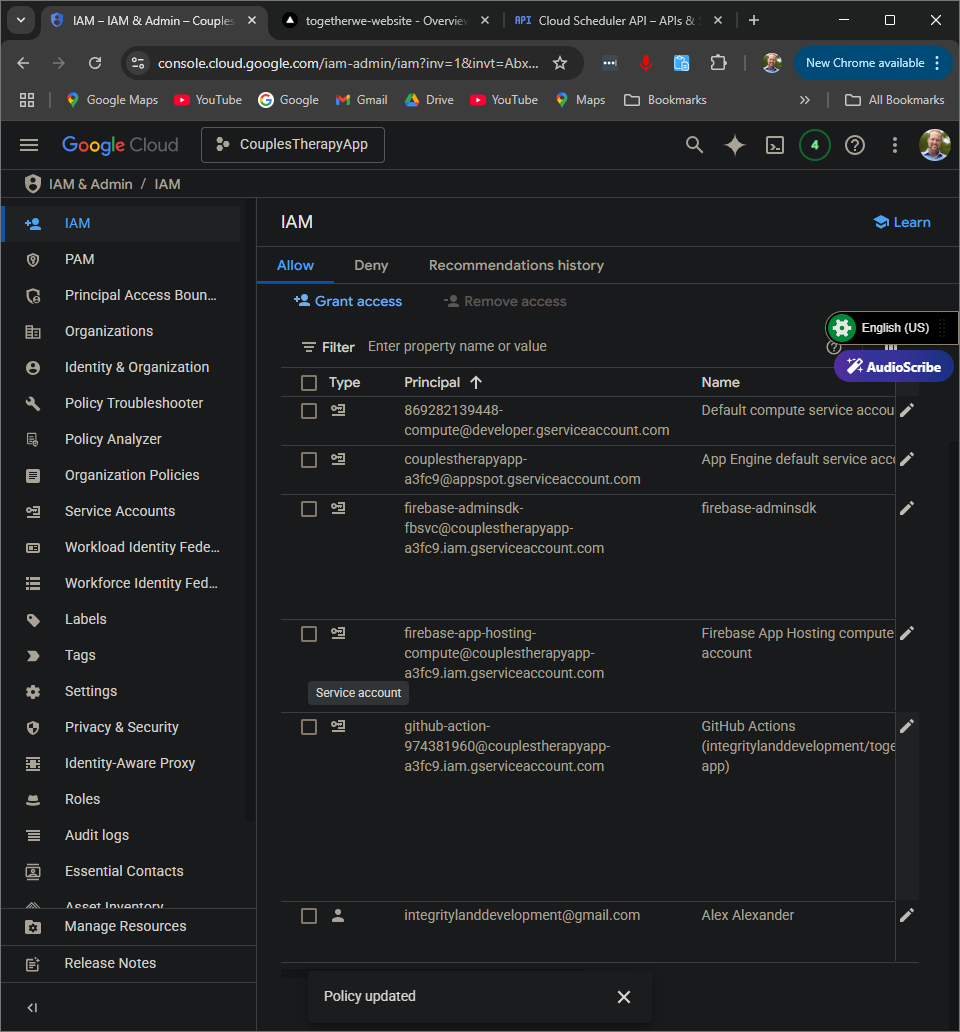 IAM – IAM & Admin – Couples
togetherwe-website - Overview
API
Cloud Scheduler API – APIs &
console.cloud.google.com/iam-admin/iam?inv=1&invt=Abx...
New Chrome available
Google Maps
YouTube
Google
Gmail
Drive
YouTube
Maps
Bookmarks
All Bookmarks
Google Cloud
CouplesTherapyApp
4
IAM & Admin / IAM
IAM
PAM
Principal Access Boun...
Organizations
Identity & Organization
Policy Troubleshooter
Policy Analyzer
Organization Policies
Service Accounts
Workload Identity Fede...
Workforce Identity Fed...
Labels
Tags
Settings
Privacy & Security
Identity-Aware Proxy
Roles
Audit logs
Essential Contacts
Asset Inventory
Manage Resources
Release Notes
IAM
Learn
Allow
Deny
Recommendations history
Grant access
Remove access
English (US)
Filter
Enter property name or value
AudioScribe
Type
Principal
Name
869282139448-
compute@developer.gserviceaccount.com
Default compute service accou
couplestherapyapp-
a3fc9@appspot.gserviceaccount.com
App Engine default service acc
firebase-adminsdk-
fbsvc@couplestherapyapp-
a3fc9.iam.gserviceaccount.com
firebase-adminsdk
firebase-app-hosting-
compute@couplestherapyapp-
a3fc9.iam.gserviceaccount.com
Firebase App Hosting compute
account
Service account
github-action-
974381960@couplestherapyapp-
a3fc9.iam.gserviceaccount.com
GitHub Actions
(integritylanddevelopment/toge
app)
integritylanddevelopment@gmail.com
Alex Alexander
Policy updated